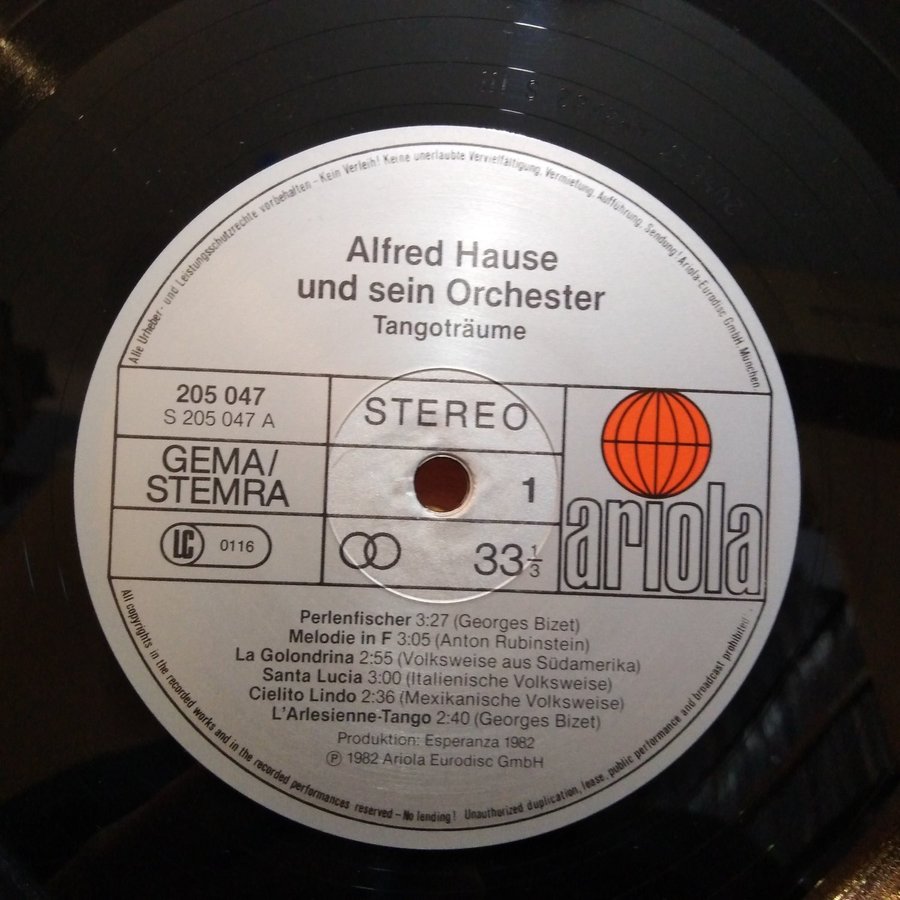 Alle Urheber- und Leistungsschutzrechte vorbehalten – Kein Verleih! Keine unerlaubte Vervielfältigung, Vermietung, Aufführung, Sendung! Ariola-Eurodisc GmbH, München.
Alfred Hause
und sein Orchester
Tangoträume
205 047
S 205 047 A
STEREO
GEMA/
STEMRA
1
LC 0116
33 1/3
ariola
Perlenfischer 3:27 (Georges Bizet)
Melodie in F 3:05 (Anton Rubinstein)
La Golondrina 2:55 (Volksweise aus Südamerika)
Santa Lucia 3:00 (Italienische Volksweise)
Cielito Lindo 2:36 (Mexikanische Volksweise)
L'Arlesienne-Tango 2:40 (Georges Bizet)
Produktion: Esperanza 1982
℗ 1982 Ariola Eurodisc GmbH
All copyrights in the recorded works and in the recorded performances reserved – No lending! Unauthorized duplication, lease, public performance and broadcast prohibited!